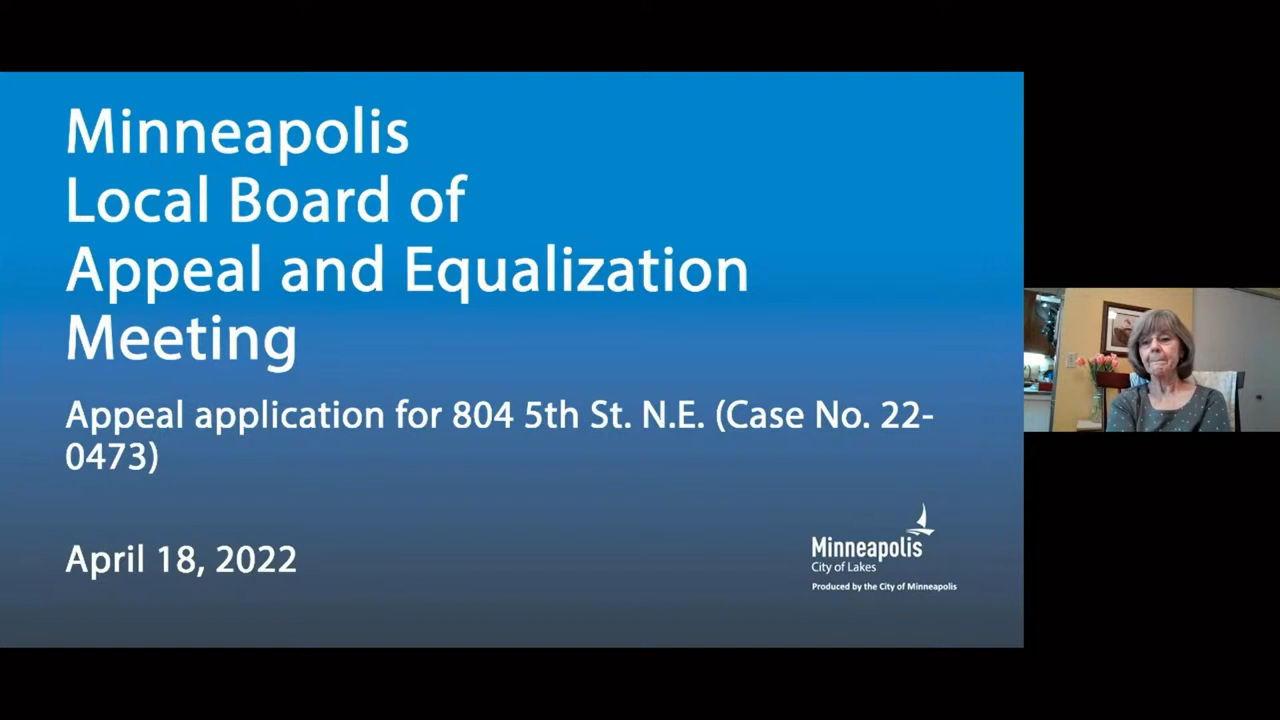 Minneapolis
Local Board of
Appeal and Equalization
Meeting
Appeal application for 804 5th St. N.E. (Case No. 22-
0473)
April 18, 2022
Minneapolis
City of Lakes
Produced by the City of Minneapolis